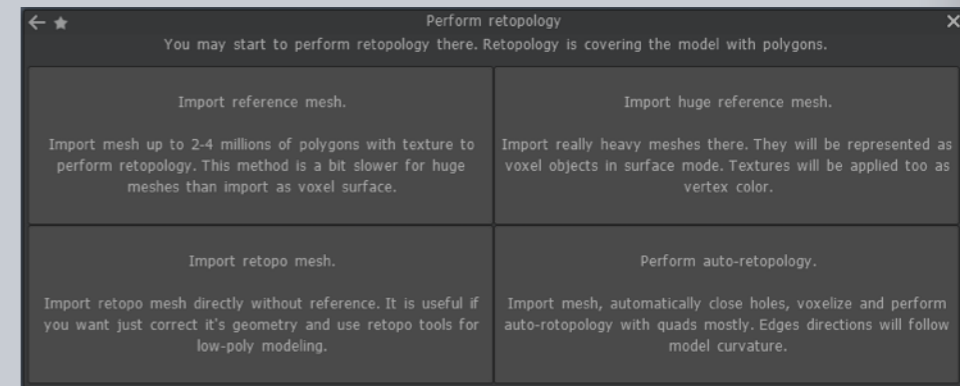 Perform retopology
You may start to perform retopology there. Retopology is covering the model with polygons.
Import reference mesh.
Import mesh up to 2-4 millions of polygons with texture to
perform retopology. This method is a bit slower for huge
meshes than import as voxel surface.
Import huge reference mesh.
Import really heavy meshes there. They will be represented as
voxel objects in surface mode. Textures will be applied too as
vertex color.
Import retopo mesh.
Import retopo mesh directly without reference. It is useful if
you want just correct it's geometry and use retopo tools for
low-poly modeling.
Perform auto-retopology.
Import mesh, automatically close holes, voxelize and perform
auto-rotopology with quads mostly. Edges directions will follow
model curvature.